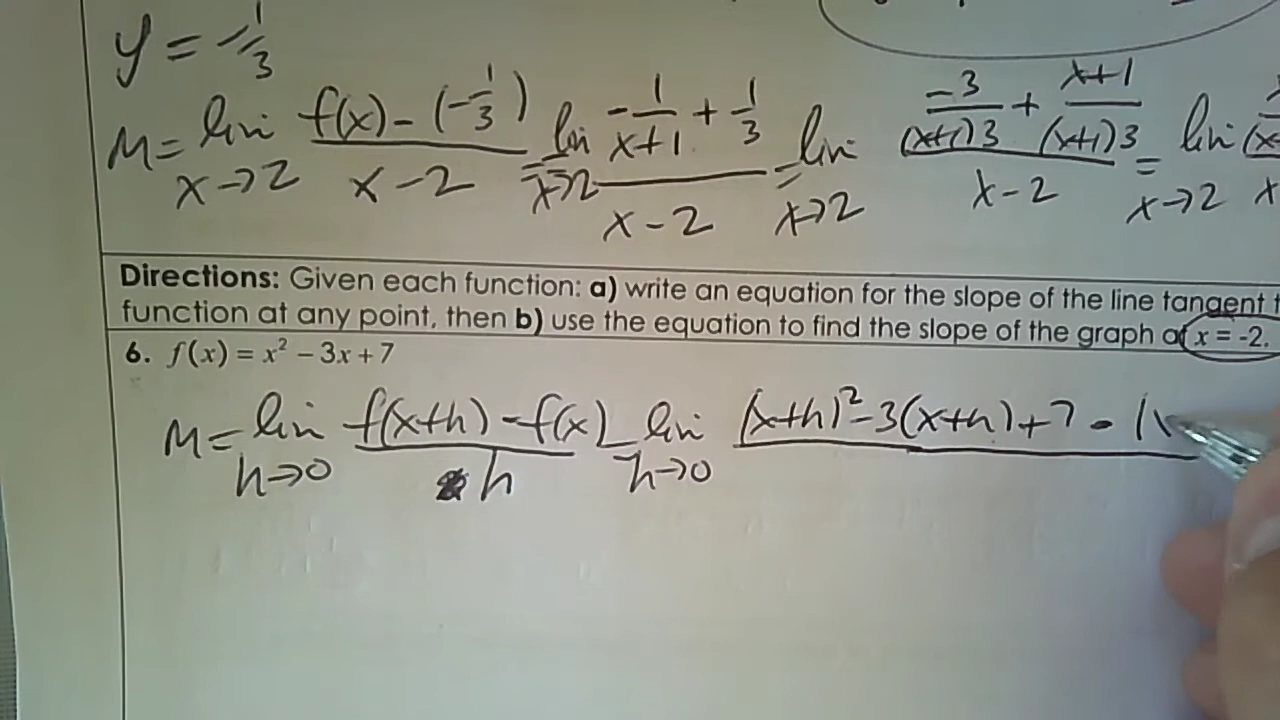 y = -1/3
M = lim x→2 (f(x) - (-1/3))/(x - 2) = lim x→2 (-1/(x+1) + 1/3)/(x - 2) = lim x→2 (-3/((x+1)3) + (x+1)/((x+1)3))/(x - 2) = lim x→2
Directions: Given each function: a) write an equation for the slope of the line tangent
function at any point, then b) use the equation to find the slope of the graph at x = -2.
6. f(x) = x² − 3x + 7
M = lim h→0 (f(x+h) - f(x))/h = lim h→0 (x+h)² - 3(x+h) + 7 - (